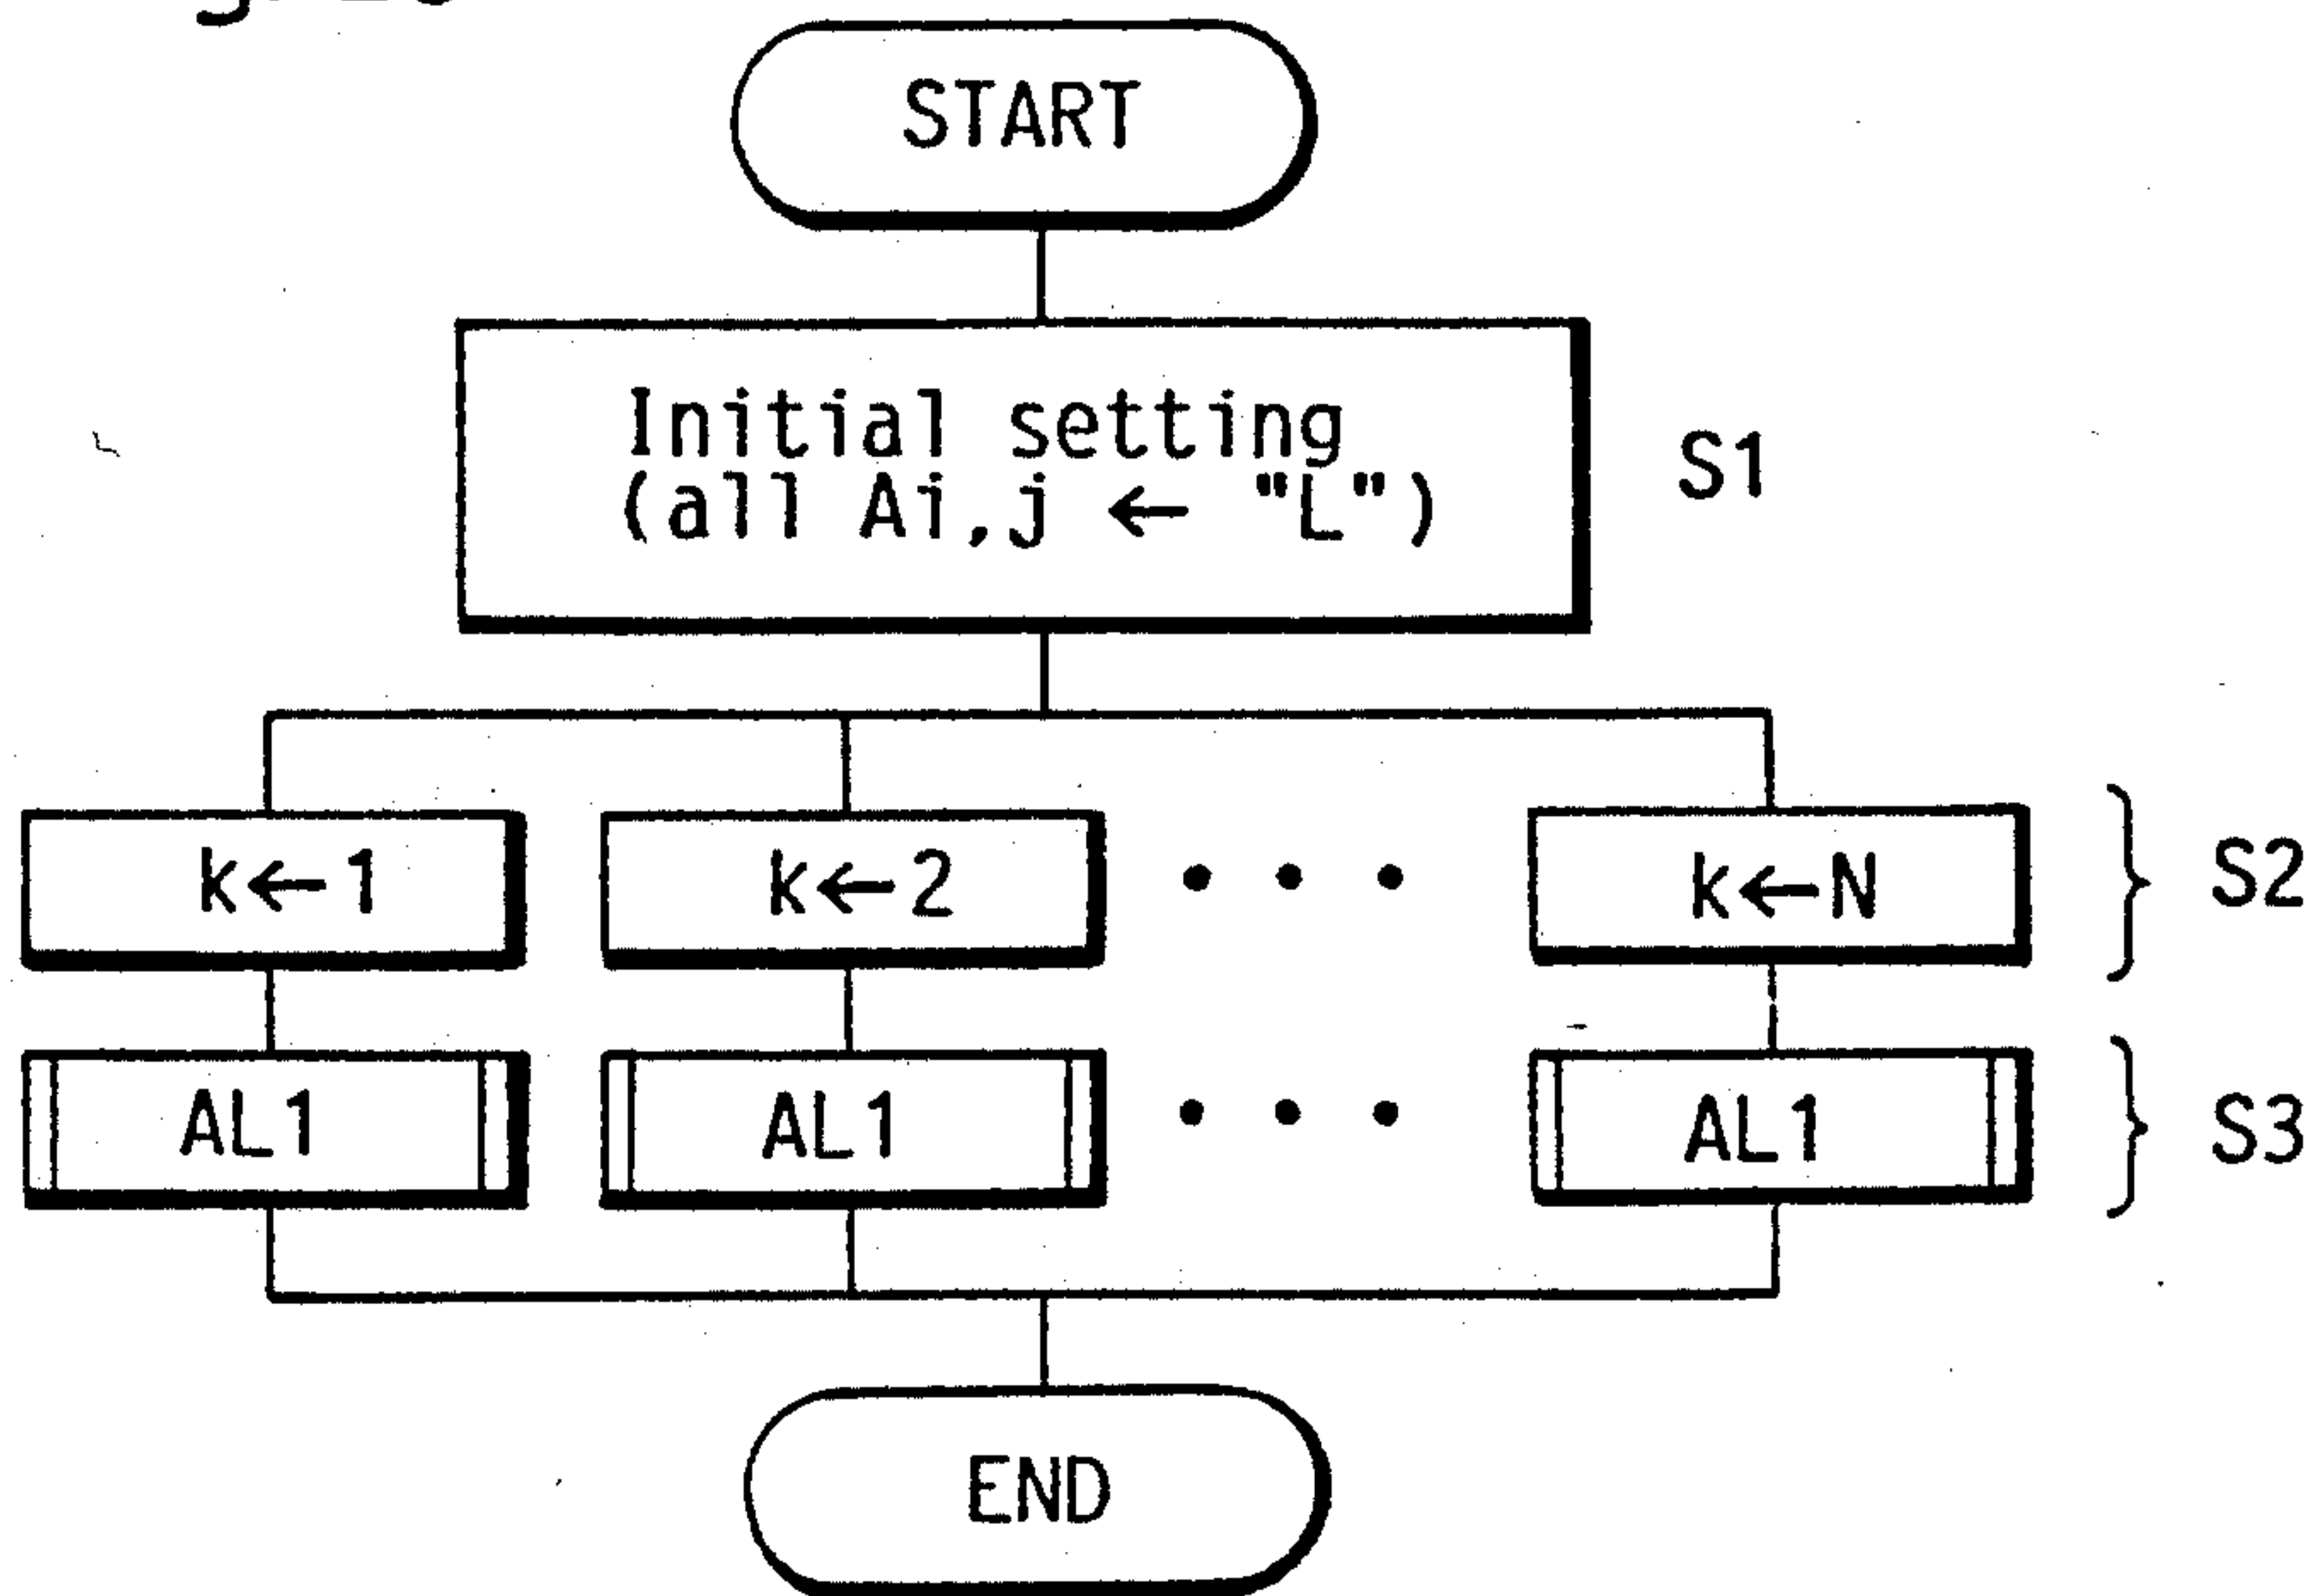 START
Initial setting
(all Ai,j ← "L")
S1
k←1
k←2
• • •
k←N
S2
AL1
AL1
• • •
AL1
S3
END